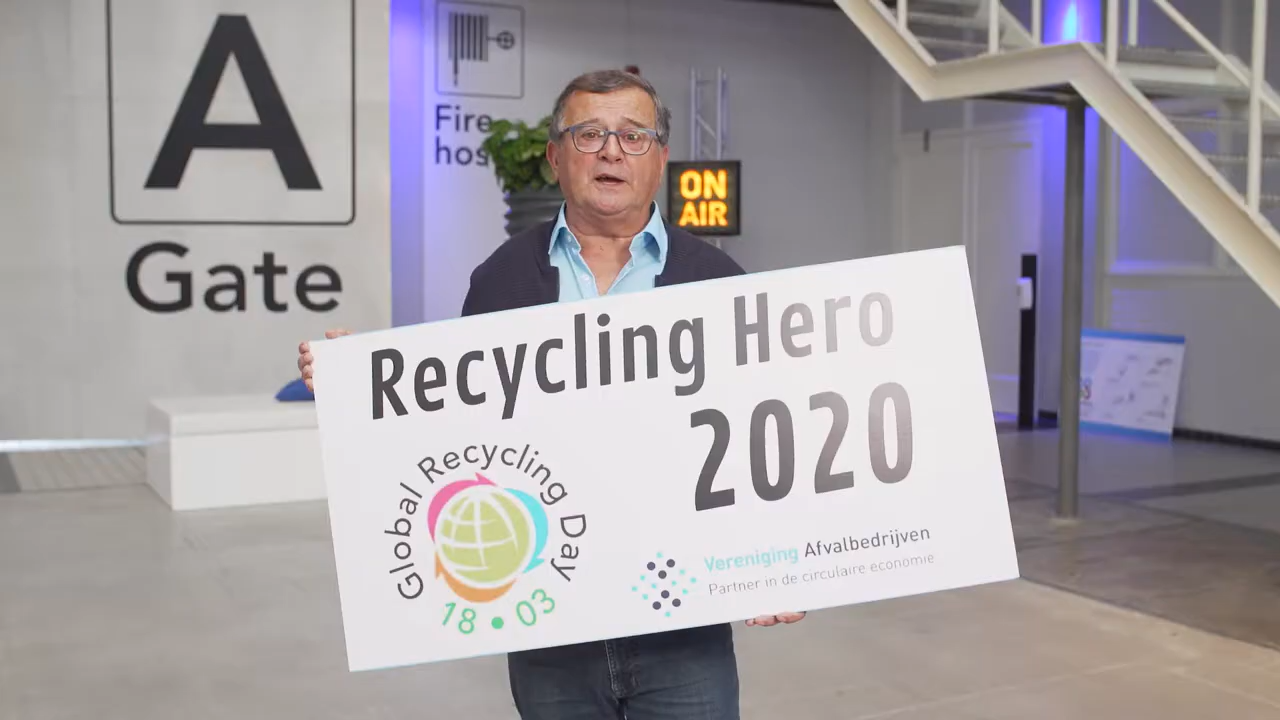 A
Gate
Fire
hos
ON
AIR
Recycling Hero
2020
Global Recycling Day
18 • 03
Vereniging Afvalbedrijven
Partner in de circulaire economie